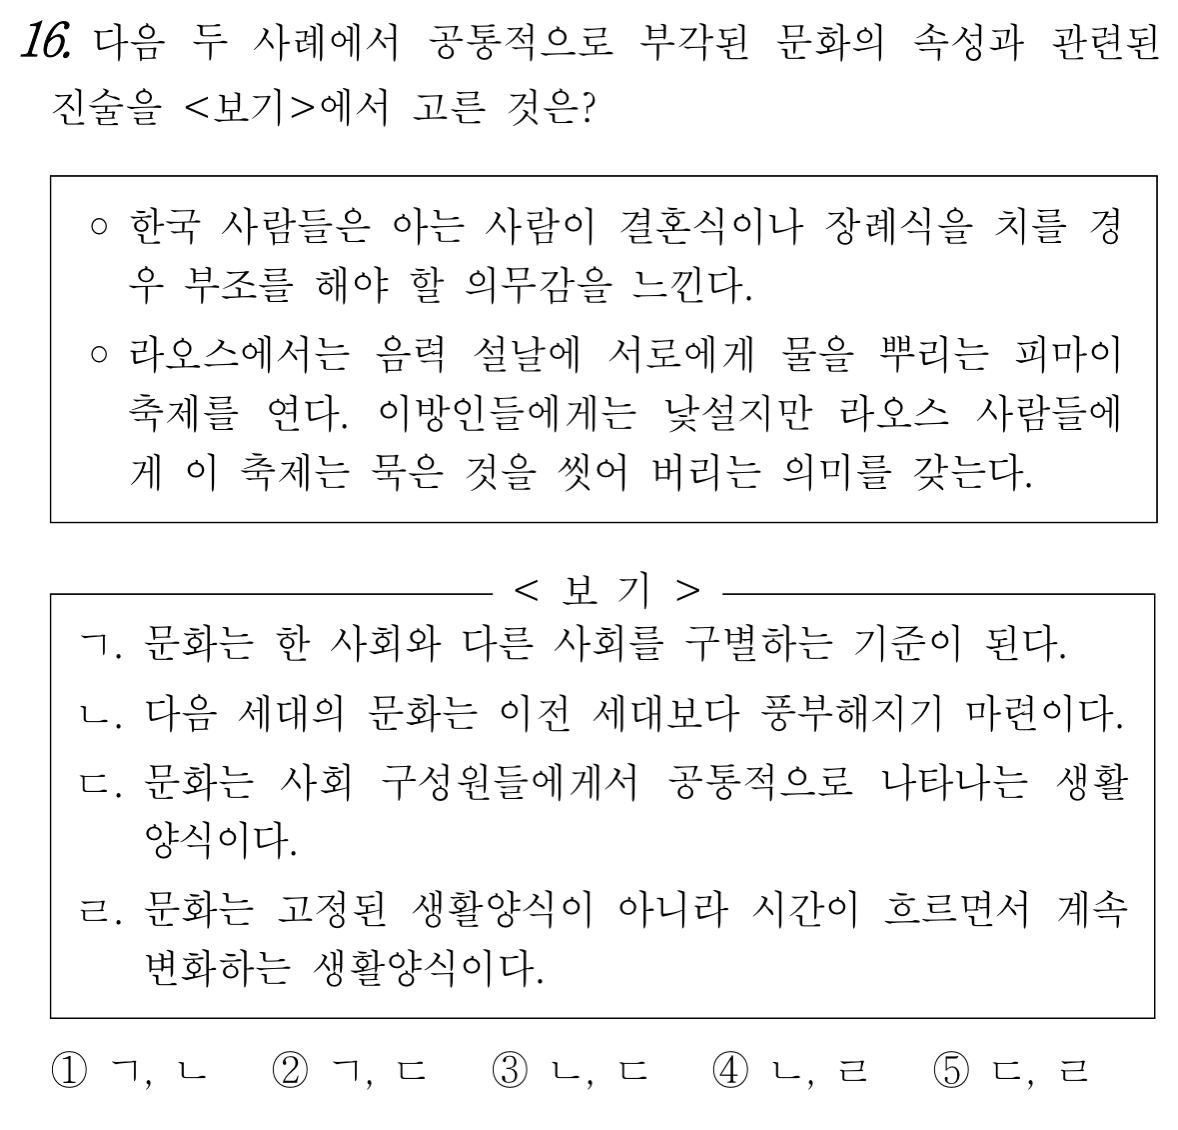 16. 다음 두 사례에서 공통적으로 부각된 문화의 속성과 관련된
진술을 <보기>에서 고른 것은?
○ 한국 사람들은 아는 사람이 결혼식이나 장례식을 치를 경
우 부조를 해야 할 의무감을 느낀다.
○ 라오스에서는 음력 설날에 서로에게 물을 뿌리는 피마이
축제를 연다. 이방인들에게는 낯설지만 라오스 사람들에
게 이 축제는 묵은 것을 씻어 버리는 의미를 갖는다.
< 보 기 >
ㄱ. 문화는 한 사회와 다른 사회를 구별하는 기준이 된다.
ㄴ. 다음 세대의 문화는 이전 세대보다 풍부해지기 마련이다.
ㄷ. 문화는 사회 구성원들에게서 공통적으로 나타나는 생활
양식이다.
ㄹ. 문화는 고정된 생활양식이 아니라 시간이 흐르면서 계속
변화하는 생활양식이다.
① ㄱ, ㄴ ② ㄱ, ㄷ ③ ㄴ, ㄷ ④ ㄴ, ㄹ ⑤ ㄷ, ㄹ